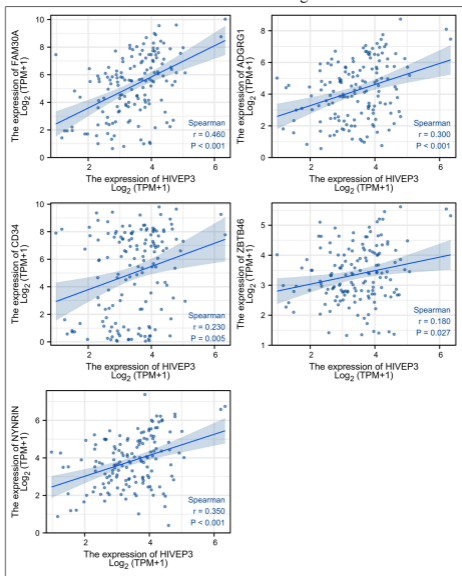 The expression of FAM30A
Log2 (TPM+1)
10
8
6
4
2
0
Spearman
r = 0.460
P < 0.001
2 4 6
The expression of HIVEP3
Log2 (TPM+1)
The expression of ADGRG1
Log2 (TPM+1)
8
6
4
2
0
Spearman
r = 0.300
P < 0.001
2 4 6
The expression of HIVEP3
Log2 (TPM+1)
The expression of CD34
Log2 (TPM+1)
10
8
6
4
2
0
Spearman
r = 0.230
P = 0.005
2 4 6
The expression of HIVEP3
Log2 (TPM+1)
The expression of ZBTB46
Log2 (TPM+1)
5
4
3
2
1
Spearman
r = 0.180
P = 0.027
2 4 6
The expression of HIVEP3
Log2 (TPM+1)
The expression of NYNRIN
Log2 (TPM+1)
6
4
2
0
Spearman
r = 0.350
P < 0.001
2 4 6
The expression of HIVEP3
Log2 (TPM+1)